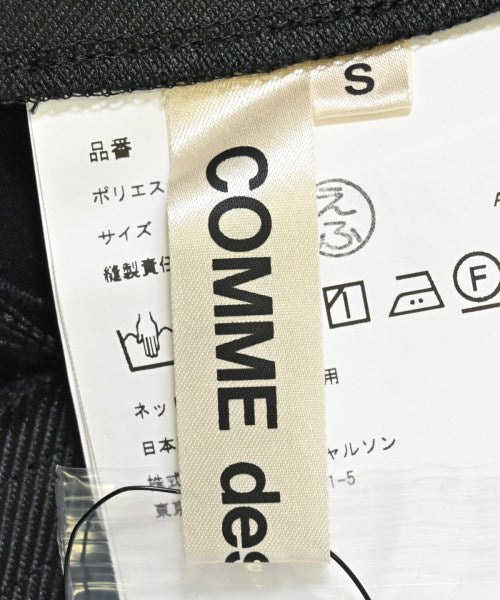 S
COMME des
品番
ポリエス
サイズ
えふ
縫製責任
F
用
ネッ
日本
ャルソン
株式
1-5
東京